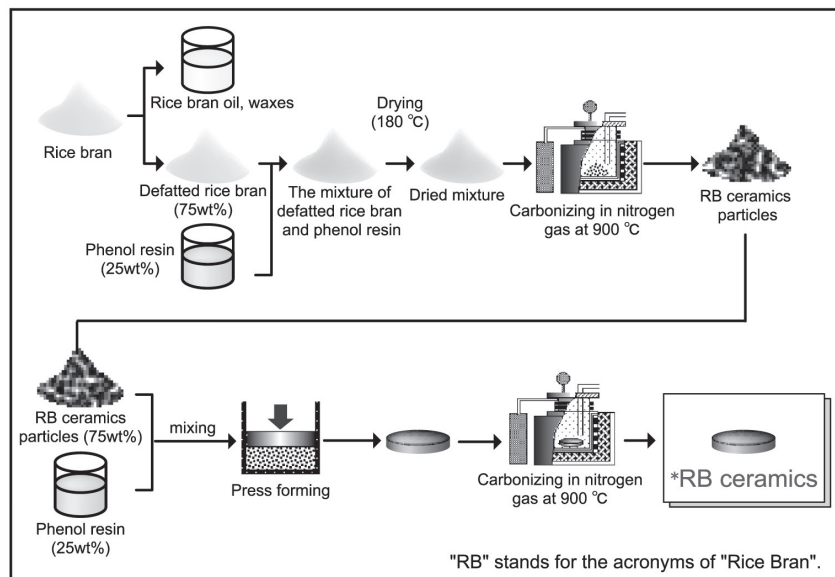 Rice bran
Rice bran oil, waxes
Defatted rice bran
(75wt%)
Phenol resin
(25wt%)
The mixture of
defatted rice bran
and phenol resin
Drying
(180 ℃)
Dried mixture
Carbonizing in nitrogen
gas at 900 ℃
RB ceramics
particles
RB ceramics
particles (75wt%)
Phenol resin
(25wt%)
mixing
Press forming
Carbonizing in nitrogen
gas at 900 ℃
*RB ceramics
"RB" stands for the acronyms of "Rice Bran".